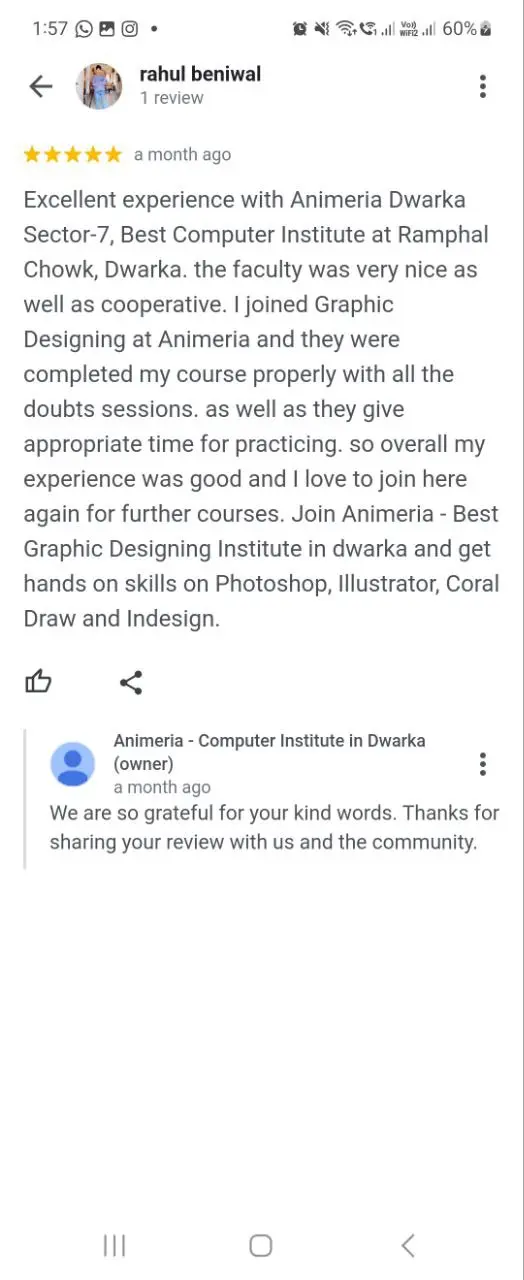 1:57
Vo))
WiFi2
60%
rahul beniwal
1 review
a month ago
Excellent experience with Animeria Dwarka
Sector-7, Best Computer Institute at Ramphal
Chowk, Dwarka. the faculty was very nice as
well as cooperative. I joined Graphic
Designing at Animeria and they were
completed my course properly with all the
doubts sessions. as well as they give
appropriate time for practicing. so overall my
experience was good and I love to join here
again for further courses. Join Animeria - Best
Graphic Designing Institute in dwarka and get
hands on skills on Photoshop, Illustrator, Coral
Draw and Indesign.
Animeria - Computer Institute in Dwarka
(owner)
a month ago
We are so grateful for your kind words. Thanks for
sharing your review with us and the community.